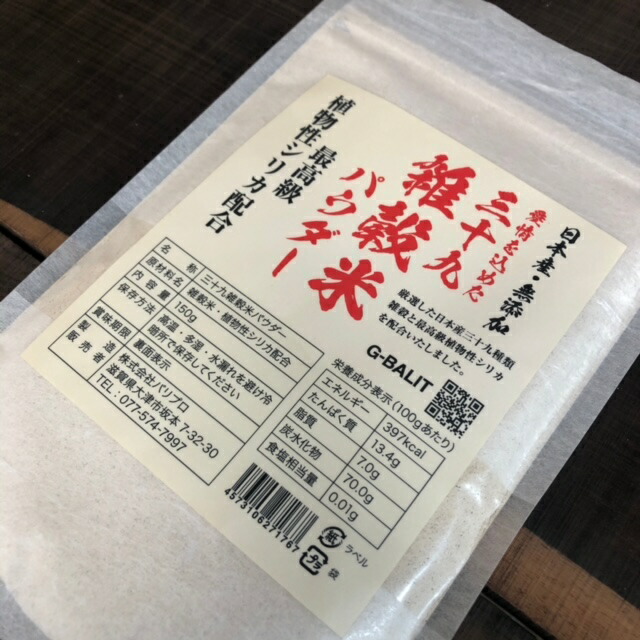 日本産・無添加
愛情を込めた
三十九
雑穀米
パウダー
最高級
植物性シリカ配合
厳選した日本産三十九種類
雑穀と最高級植物性シリカ
を配合いたしました。
G-BALIT
名 称 三十九雑穀米パウダー
原材料名 雑穀米・植物性シリカ配合
150g
保存方法 高温・多湿・水濡れを避け冷
暗所で保存してください
賞味期限 裏面表示
製 造
販 売 者
株式会社バリプロ
滋賀県大津市坂本7-32-30
TEL:077-574-7997
栄養成分表示(100gあたり)
エネルギー 397kcal
たんぱく質 13.4g
脂質 7.0g
炭水化物 70.0g
食塩相当量 0.01g
紙 ラベル
プラ 袋